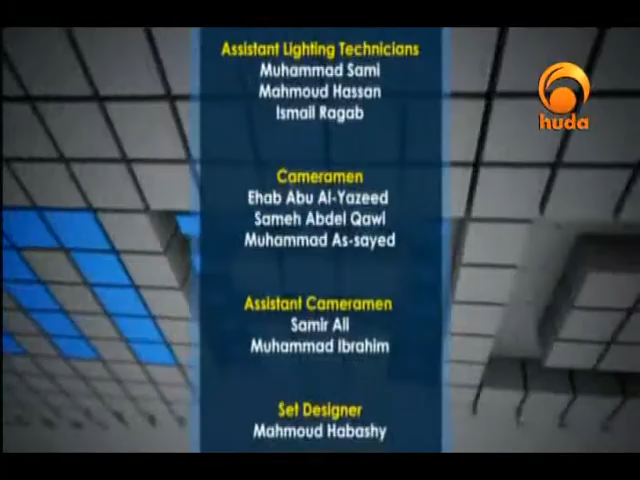 Assistant Lighting Technicians
Muhammad Sami
Mahmoud Hassan
Ismail Ragab
huda
Cameramen
Ehab Abu Al-Yazeed
Sameh Abdel Qawi
Muhammad As-sayed
Assistant Cameramen
Samir Ali
Muhammad Ibrahim
Set Designer
Mahmoud Habashy